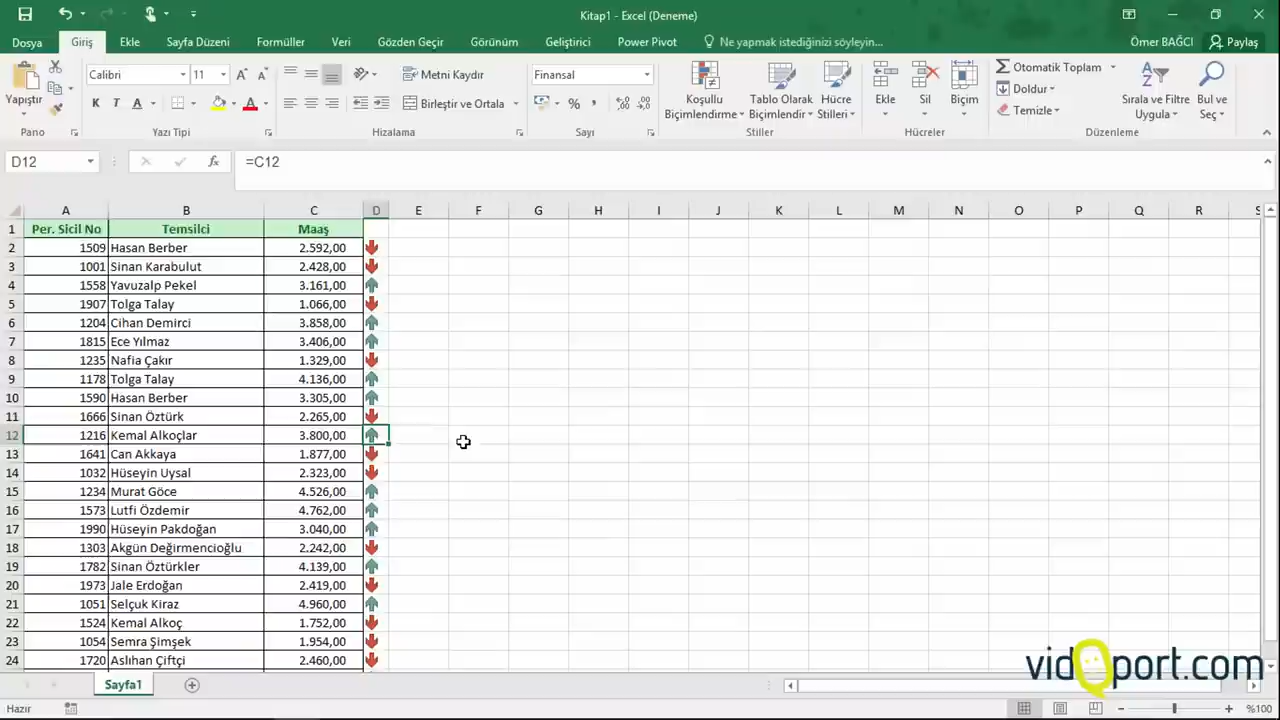 Kitap1 - Excel (Deneme)
Dosya Giriş Ekle Sayfa Düzeni Formüller Veri Gözden Geçir Görünüm Geliştirici Power Pivot Ne yapmak istediğinizi söyleyin... Ömer BAĞCI Paylaş
Yapıştır
Calibri 11
K T A A
Metni Kaydır
Birleştir ve Ortala
Finansal
%
Koşullu Biçimlendirme
Tablo Olarak Biçimlendir
Hücre Stilleri
Ekle Sil Biçim
Otomatik Toplam
Doldur
Temizle
Sırala ve Filtre Uygula
Bul ve Seç
Pano Yazı Tipi Hizalama Sayı Stiller Hücreler Düzenleme
D12 fx =C12
A B C D E F G H I J K L M N O P Q R S
1 Per. Sicil No Temsilci Maaş
2 1509 Hasan Berber 2.592,00
3 1001 Sinan Karabulut 2.428,00
4 1558 Yavuzalp Pekel 3.161,00
5 1907 Tolga Talay 1.066,00
6 1204 Cihan Demirci 3.858,00
7 1815 Ece Yılmaz 3.406,00
8 1235 Nafia Çakır 1.329,00
9 1178 Tolga Talay 4.136,00
10 1590 Hasan Berber 3.305,00
11 1666 Sinan Öztürk 2.265,00
12 1216 Kemal Alkoçlar 3.800,00
13 1641 Can Akkaya 1.877,00
14 1032 Hüseyin Uysal 2.323,00
15 1234 Murat Göce 4.526,00
16 1573 Lutfi Özdemir 4.762,00
17 1990 Hüseyin Pakdoğan 3.040,00
18 1303 Akgün Değirmencioğlu 2.242,00
19 1782 Sinan Öztürkler 4.139,00
20 1973 Jale Erdoğan 2.419,00
21 1051 Selçuk Kiraz 4.960,00
22 1524 Kemal Alkoç 1.752,00
23 1054 Semra Şimşek 1.954,00
24 1720 Aslıhan Çiftçi 2.460,00
vidoport.com
Sayfa1
Hazır %100